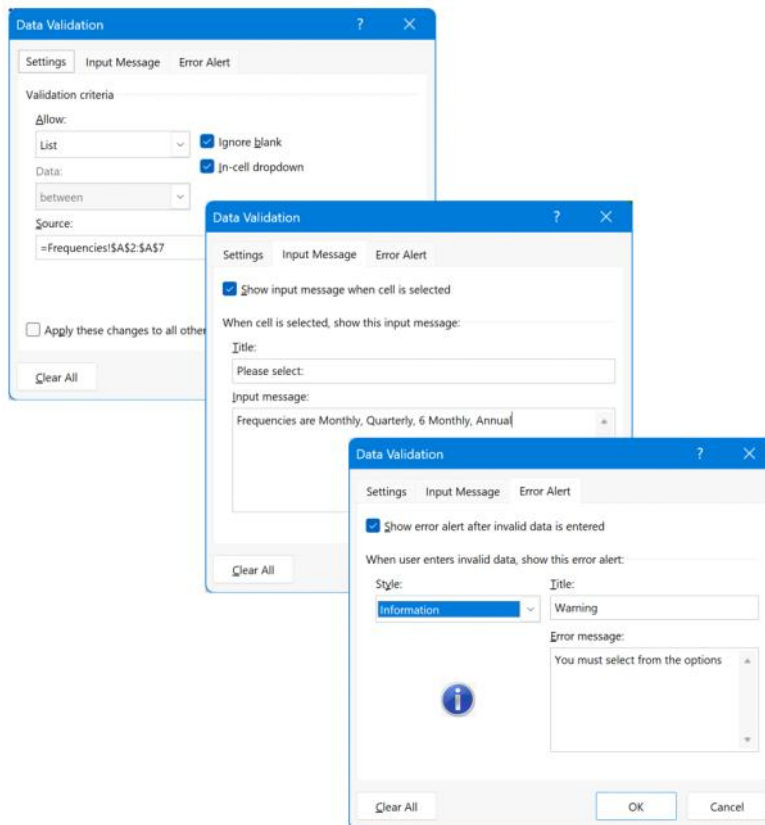 Data Validation ? ×
Settings Input Message Error Alert
Validation criteria
Allow:
List
Ignore blank
Data:
In-cell dropdown
between
Source:
=Frequencies!$A$2:$A$7
Apply these changes to all other
Clear All
Data Validation ? ×
Settings Input Message Error Alert
Show input message when cell is selected
When cell is selected, show this input message:
Title:
Please select:
Input message:
Frequencies are Monthly, Quarterly, 6 Monthly, Annual
Clear All
Data Validation ? ×
Settings Input Message Error Alert
Show error alert after invalid data is entered
When user enters invalid data, show this error alert:
Style: Title:
Information Warning
Error message:
You must select from the options
Clear All OK Cancel